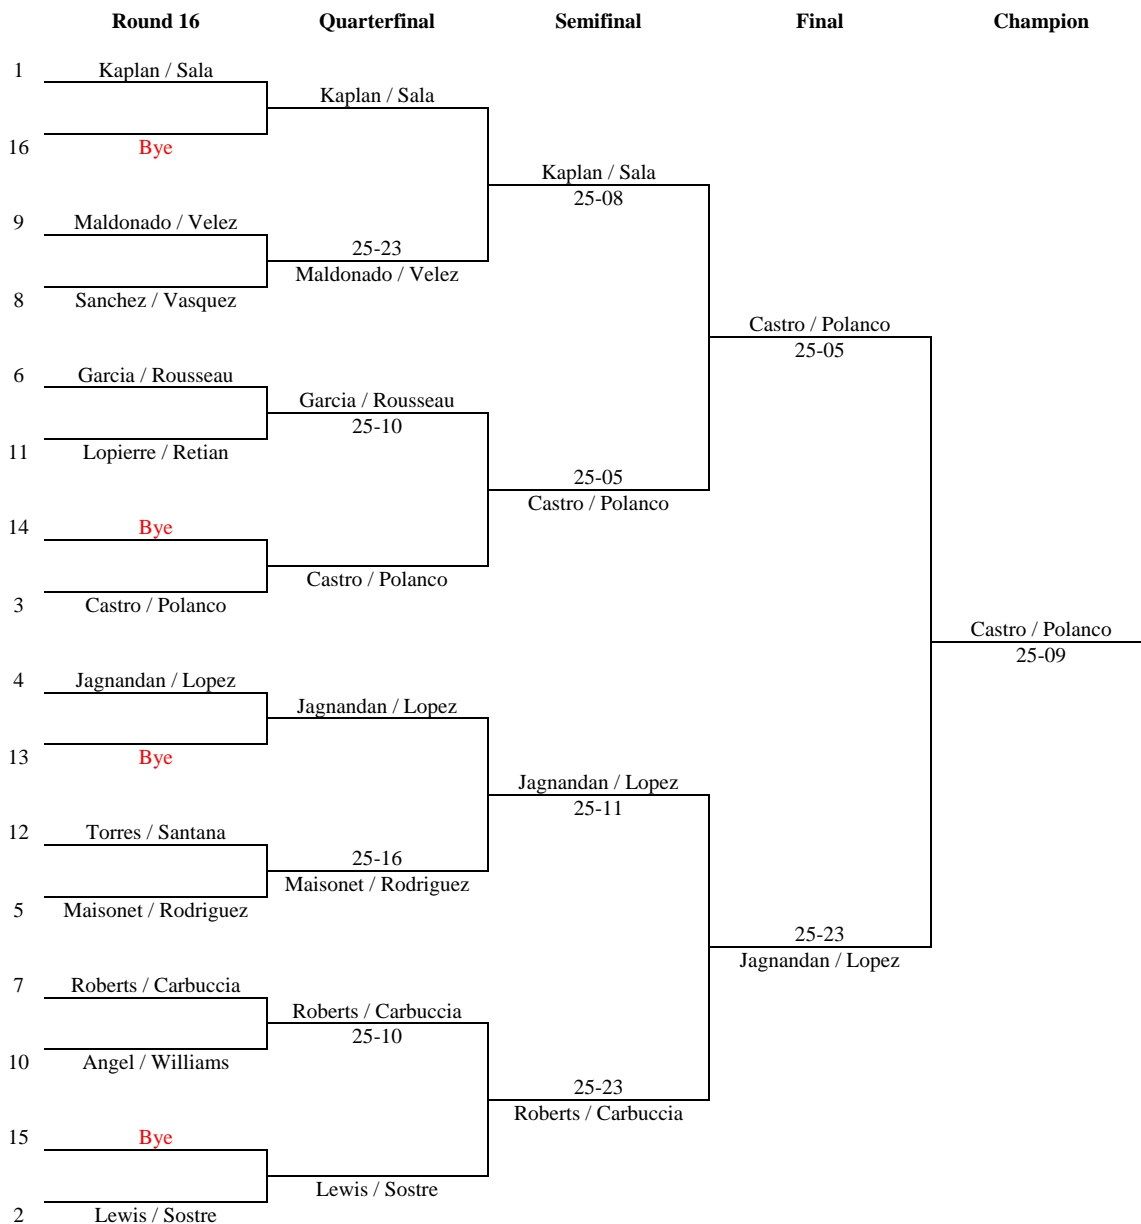 Round 16
Quarterfinal
Semifinal
Final
Champion
1
Kaplan / Sala
Kaplan / Sala
16
Bye
Kaplan / Sala
25-08
9
Maldonado / Velez
25-23
Maldonado / Velez
8
Sanchez / Vasquez
Castro / Polanco
25-05
6
Garcia / Rousseau
Garcia / Rousseau
25-10
11
Lopierre / Retian
25-05
Castro / Polanco
14
Bye
Castro / Polanco
3
Castro / Polanco
Castro / Polanco
25-09
4
Jagnandan / Lopez
Jagnandan / Lopez
13
Bye
Jagnandan / Lopez
25-11
12
Torres / Santana
25-16
Maisonet / Rodriguez
5
Maisonet / Rodriguez
25-23
Jagnandan / Lopez
7
Roberts / Carbuccia
Roberts / Carbuccia
25-10
10
Angel / Williams
25-23
Roberts / Carbuccia
15
Bye
Lewis / Sostre
2
Lewis / Sostre